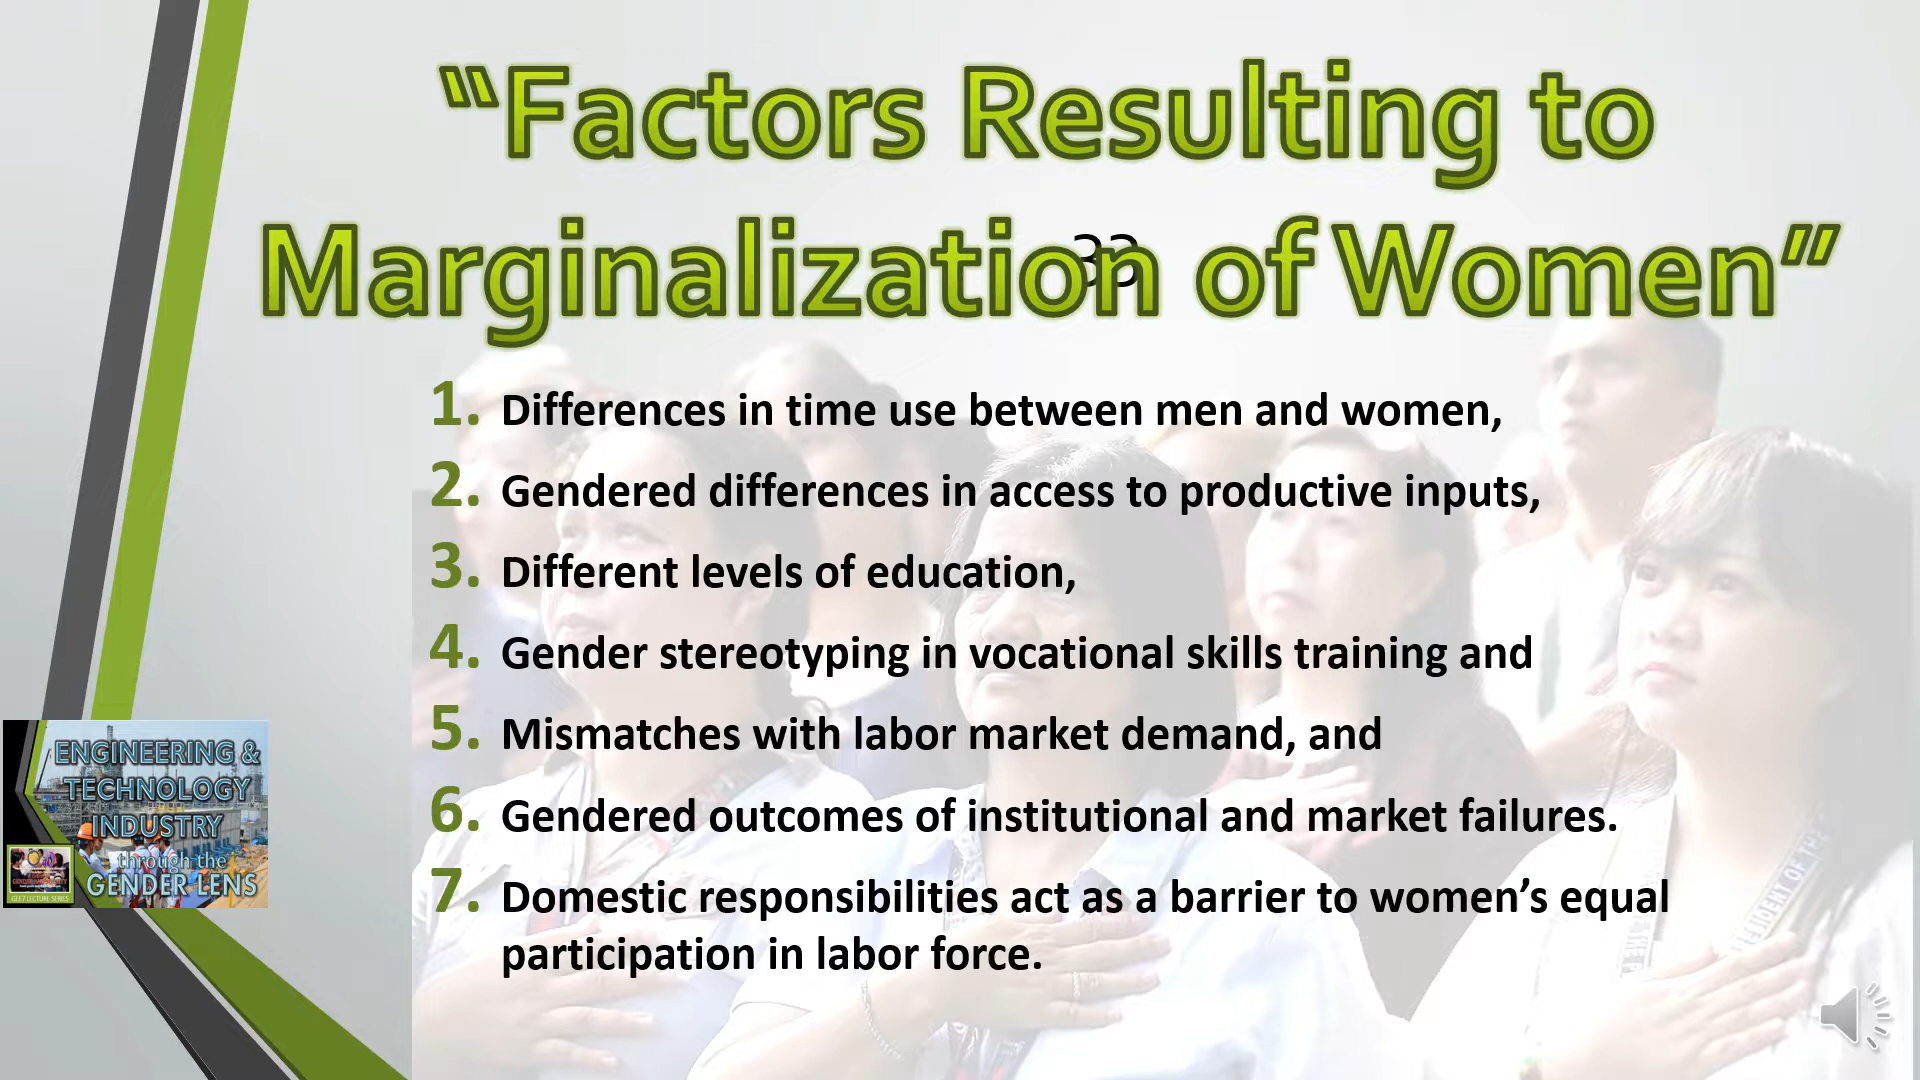 “Factors Resulting to
Marginalization of Women”
33
1. Differences in time use between men and women,
2. Gendered differences in access to productive inputs,
3. Different levels of education,
4. Gender stereotyping in vocational skills training and
5. Mismatches with labor market demand, and
6. Gendered outcomes of institutional and market failures.
7. Domestic responsibilities act as a barrier to women’s equal
participation in labor force.
ENGINEERING &
TECHNOLOGY
INDUSTRY
through the
GENDER LENS